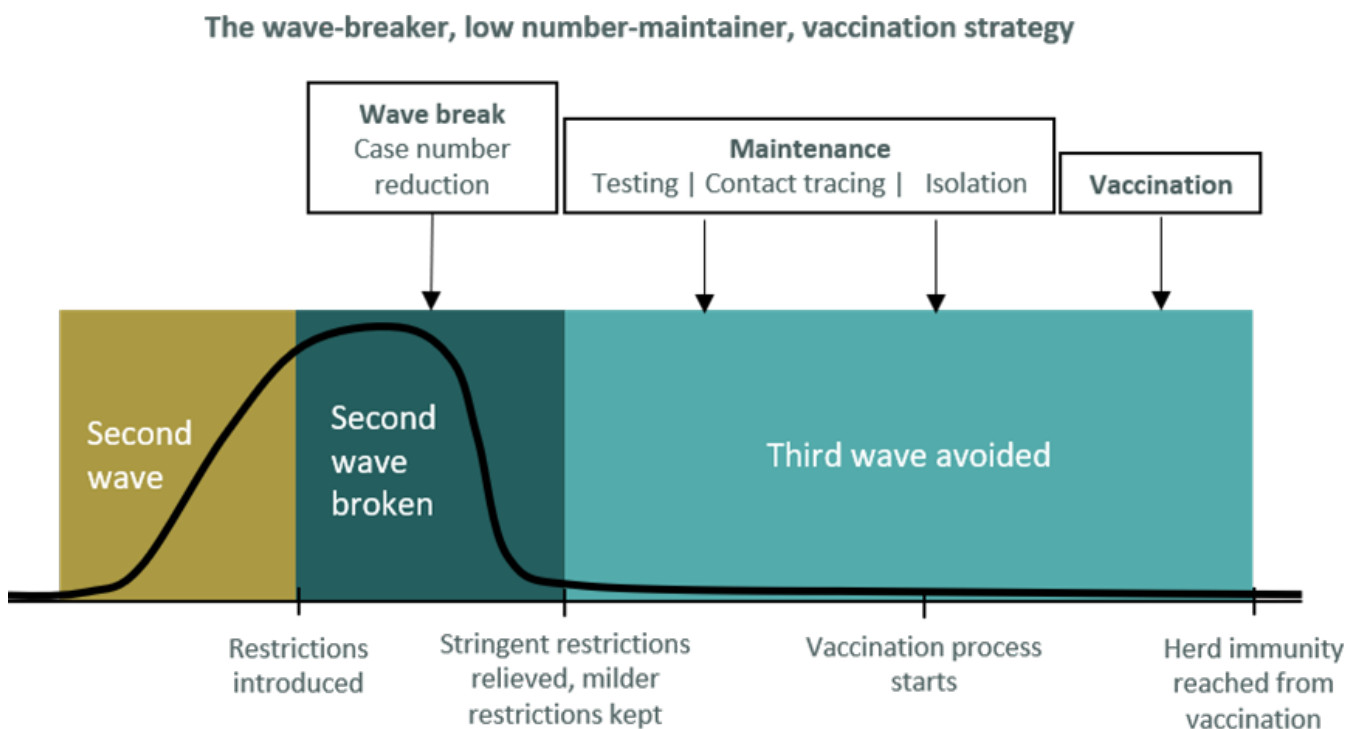 The wave-breaker, low number-maintainer, vaccination strategy
Wave break
Case number
reduction
Maintenance
Testing | Contact tracing | Isolation
Vaccination
Second
wave
Second
wave
broken
Third wave avoided
Restrictions
introduced
Stringent restrictions
relieved, milder
restrictions kept
Vaccination process
starts
Herd immunity
reached from
vaccination